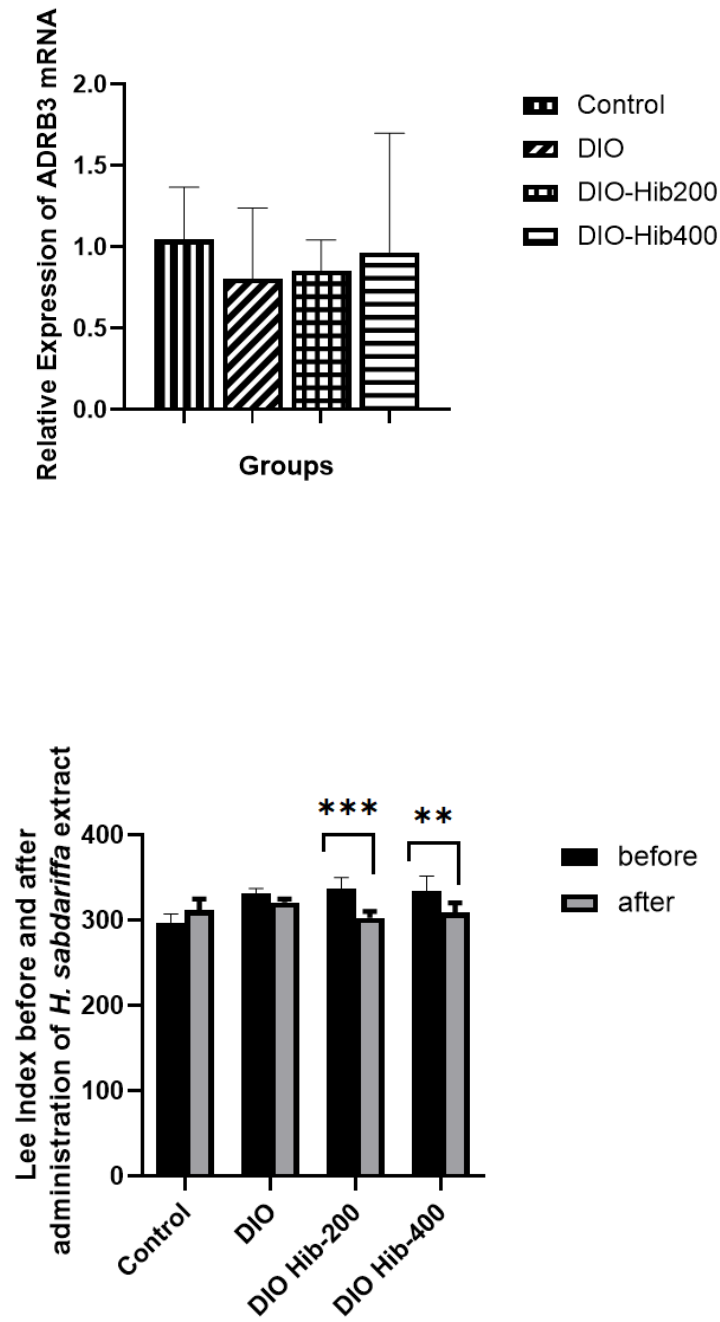 Relative Expression of ADRB3 mRNA
2.0
1.5
1.0
0.5
0.0
Groups
Control
DIO
DIO-Hib200
DIO-Hib400
Lee Index before and after
administration of H. sabdariffa extract
400
300
200
100
0
***
**
Control
DIO
DIO Hib-200
DIO Hib-400
before
after